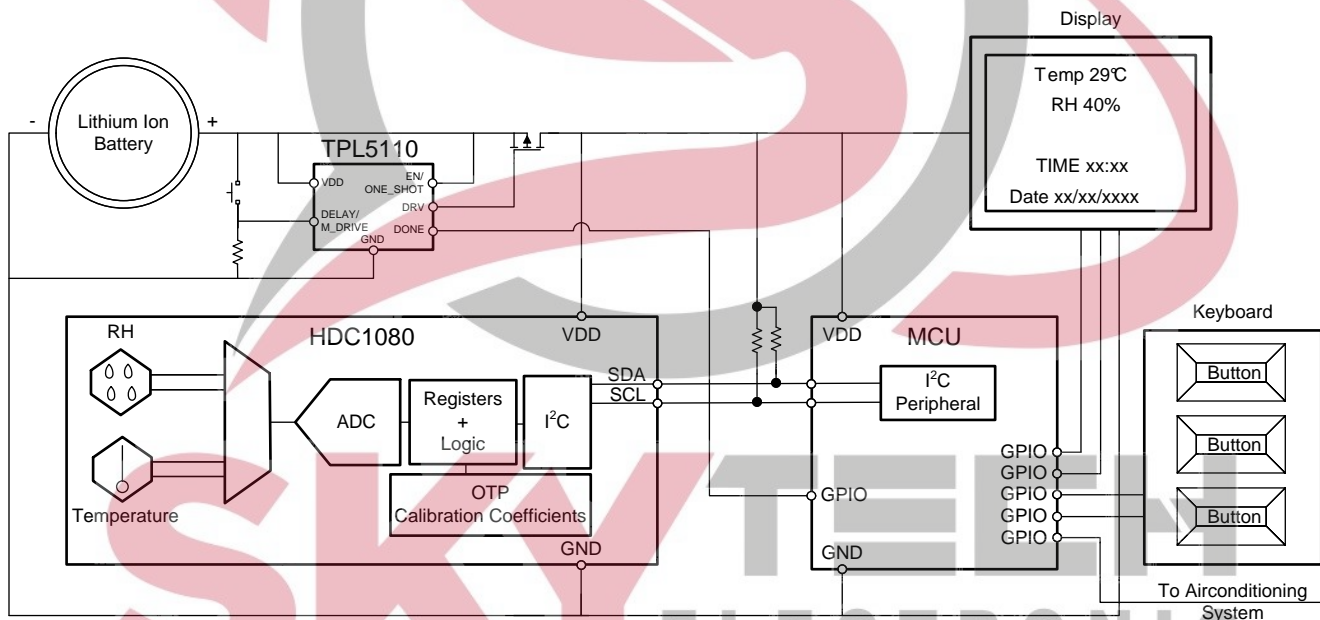 Display
Temp 29℃
RH 40%
TIME xx:xx
Date xx/xx/xxxx
-
Lithium Ion
Battery
+
TPL5110
VDD
EN/
ONE_SHOT
DRV
DELAY/
M_DRIVE
DONE
GND
RH
HDC1080
VDD
SDA
SCL
ADC
Registers
+
Logic
I²C
OTP
Calibration Coefficients
Temperature
GND
VDD
MCU
I²C
Peripheral
GPIO
GPIO
GPIO
GPIO
GPIO
GPIO
GND
Keyboard
Button
Button
Button
To Airconditioning
System
SKYTECH